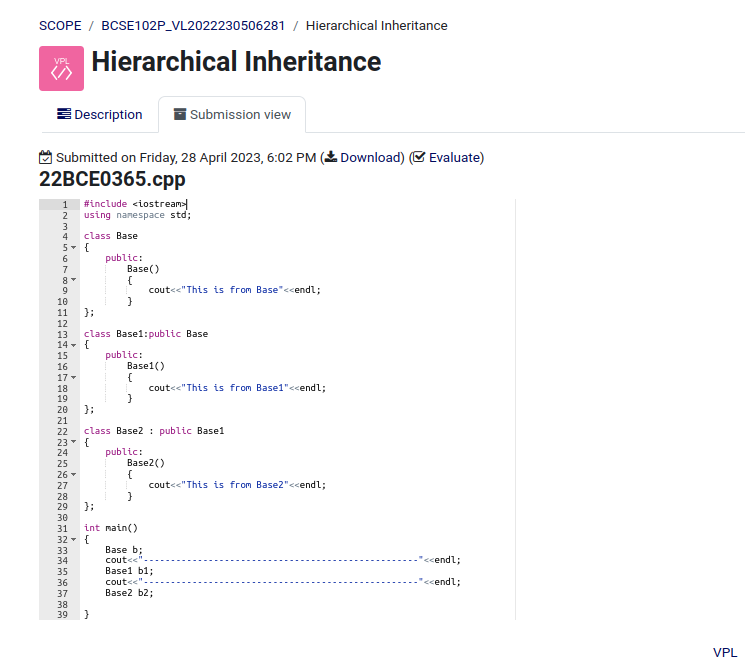 SCOPE / BCSE102P_VL2022230506281 / Hierarchical Inheritance
VPL
</>
Hierarchical Inheritance
Description
Submission view
Submitted on Friday, 28 April 2023, 6:02 PM (Download) (Evaluate)
22BCE0365.cpp
1 #include <iostream>
2 using namespace std;
3
4 class Base
5 {
6 public:
7 Base()
8 {
9 cout<<"This is from Base"<<endl;
10 }
11 };
12
13 class Base1:public Base
14 {
15 public:
16 Base1()
17 {
18 cout<<"This is from Base1"<<endl;
19 }
20 };
21
22 class Base2 : public Base1
23 {
24 public:
25 Base2()
26 {
27 cout<<"This is from Base2"<<endl;
28 }
29 };
30
31 int main()
32 {
33 Base b;
34 cout<<"---------------------------------------------------"<<endl;
35 Base1 b1;
36 cout<<"---------------------------------------------------"<<endl;
37 Base2 b2;
38
39 }
VPL